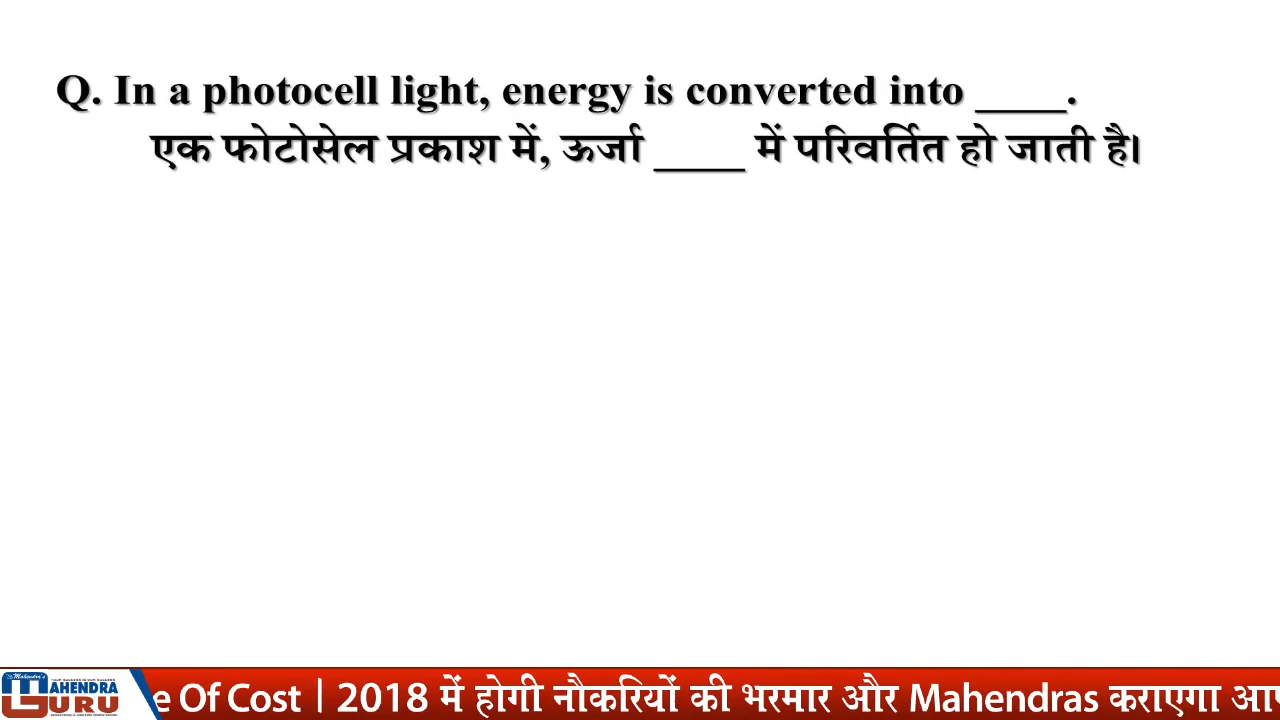 Q. In a photocell light, energy is converted into ____.
एक फोटोसेल प्रकाश में, ऊर्जा ____ में परिवर्तित हो जाती है।
Mahendra's
MAHENDRA
GURU
e Of Cost | 2018 में होगी नौकरियों की भरमार और Mahendras कराएगा आप